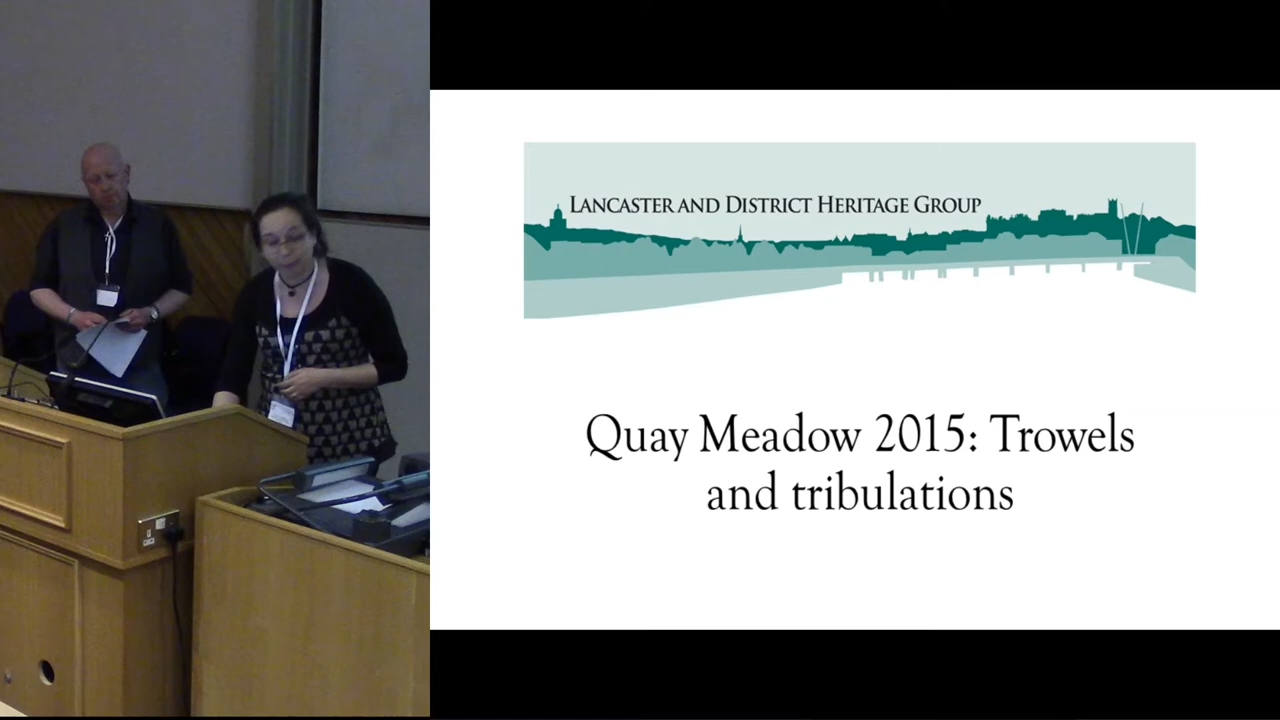 LANCASTER AND DISTRICT HERITAGE GROUP
Quay Meadow 2015: Trowels
and tribulations